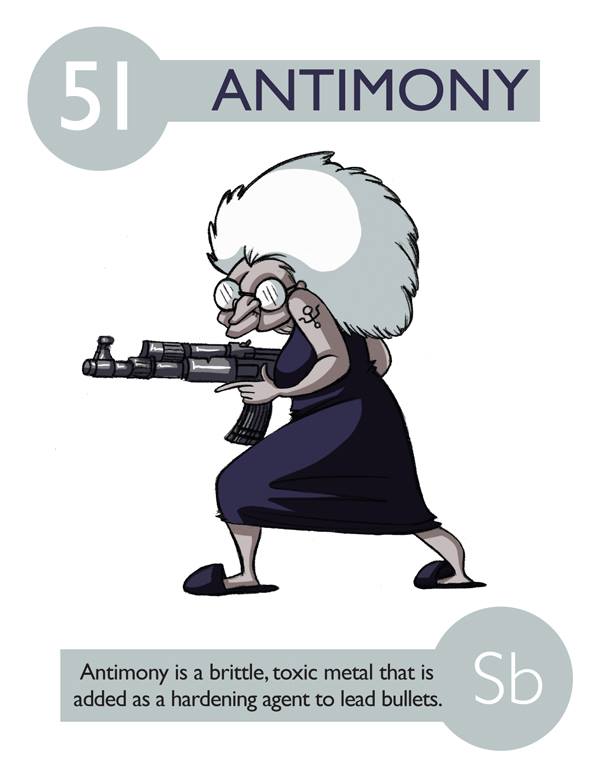 51
ANTIMONY
Antimony is a brittle, toxic metal that is
added as a hardening agent to lead bullets.
Sb